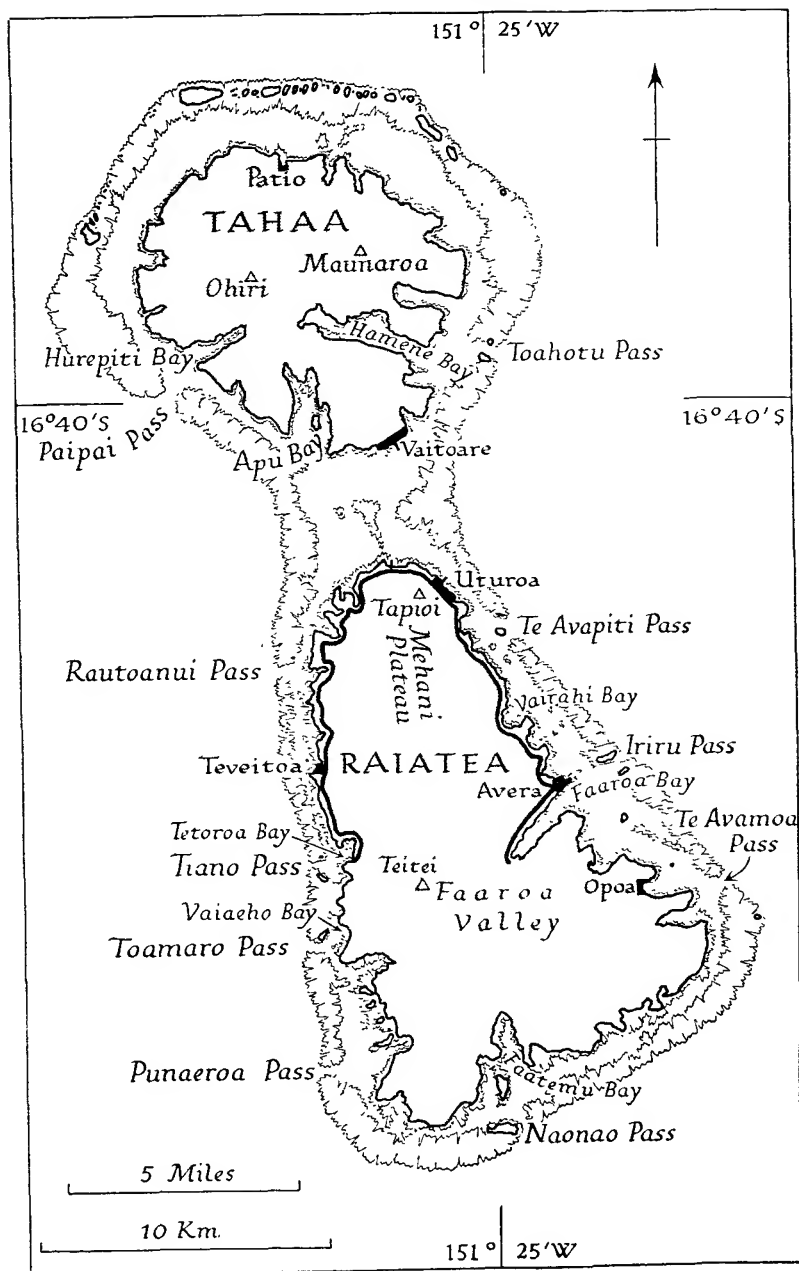 151° 25'W
Patio
TAHAA
Maunaroa
Ohiri
Hurepiti Bay
Hamene Bay
Toahotu Pass
16°40'S
16°40'S
Paipai Pass
Apu Bay
Vaitoare
Uturoa
Tapioi
Te Avapiti Pass
Mehani
Plateau
Rautoanui Pass
Vairahi Bay
Iriru Pass
Teveitoa
RAIATEA
Avera
Faaroa Bay
Te Avamoa
Pass
Tetoroa Bay
Tiano Pass
Teitei
Faaroa
Valley
Opoa
Vaiaeho Bay
Toamaro Pass
Punaeroa Pass
Faatemu Bay
Naonao Pass
5 Miles
10 Km.
151° 25'W